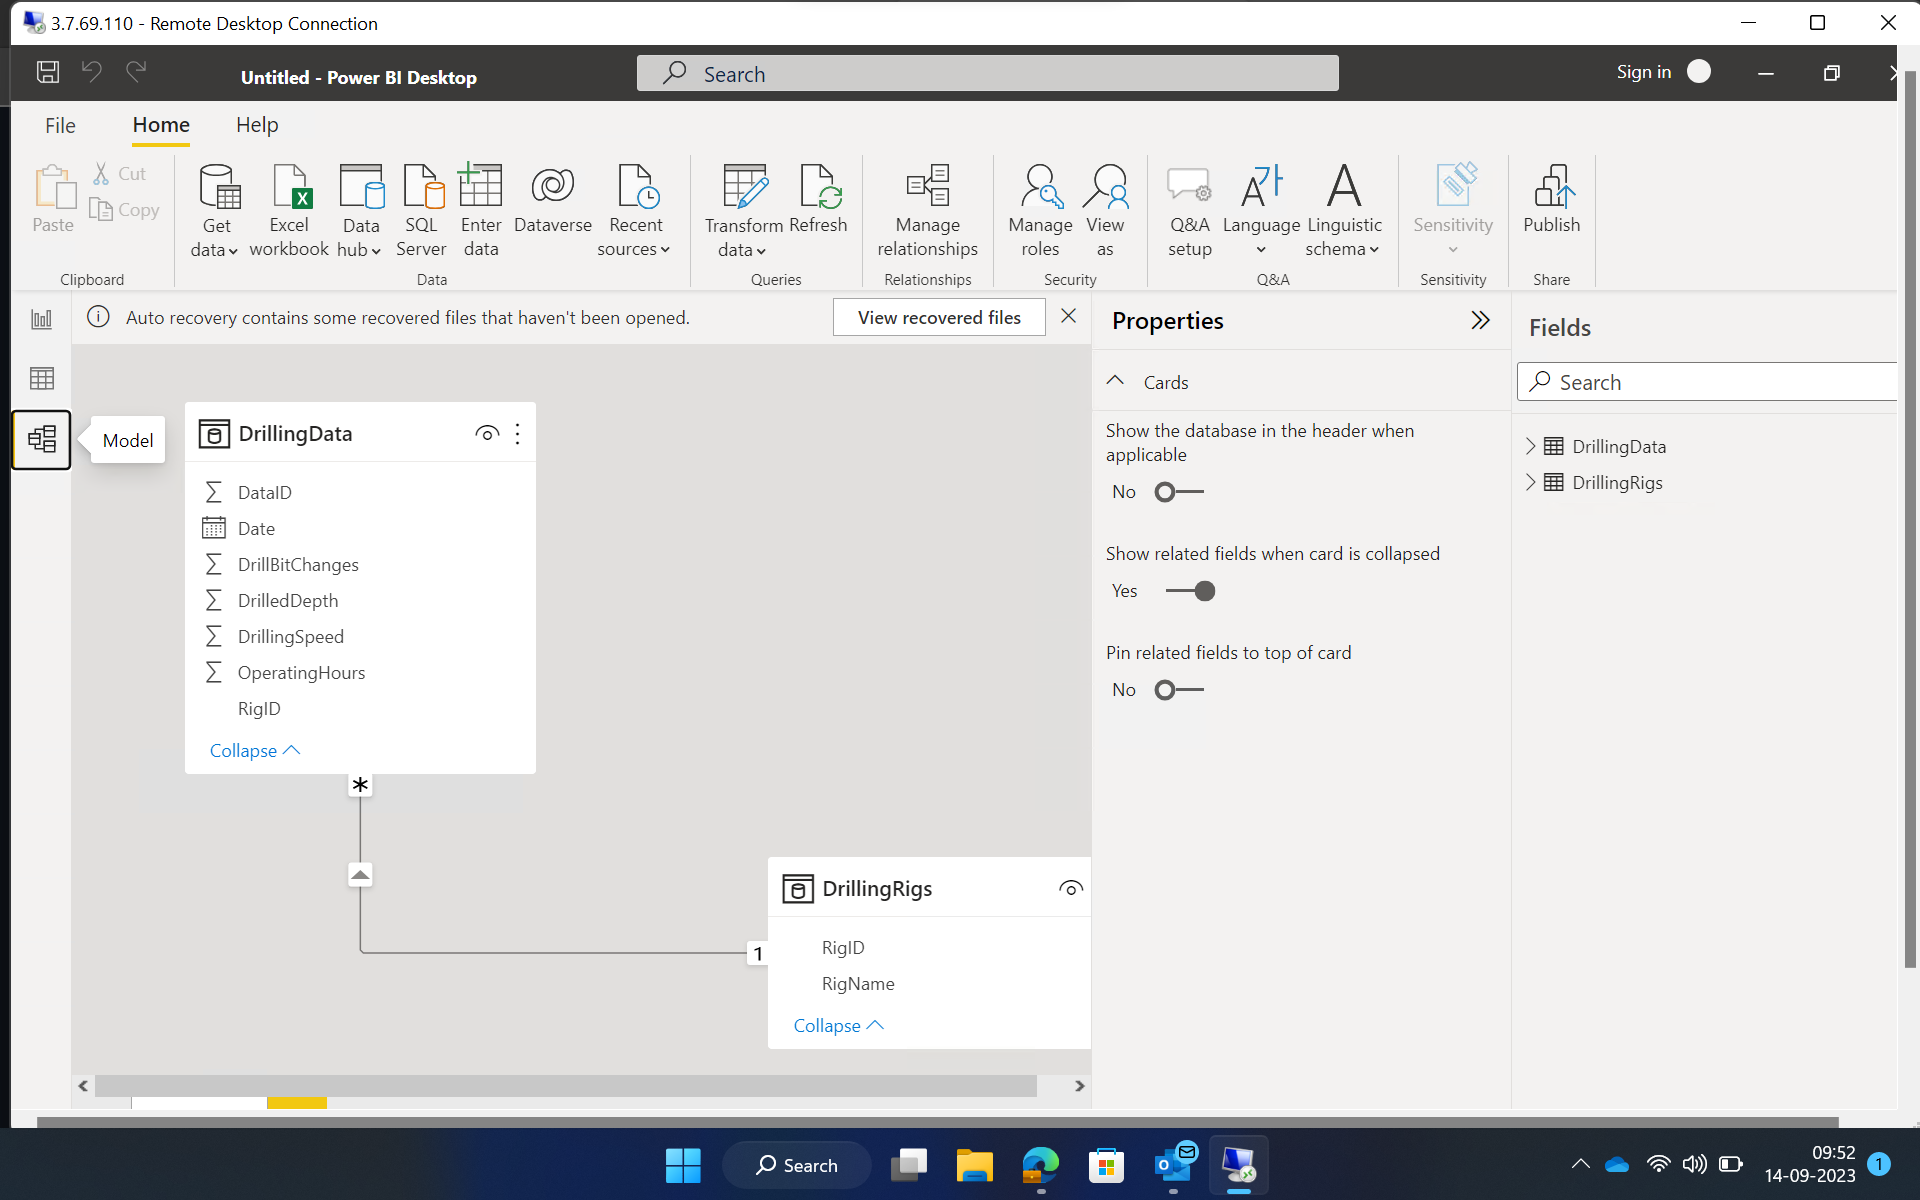 3.7.69.110 - Remote Desktop Connection
Untitled - Power BI Desktop
Search
Sign in
File
Home
Help
Paste
Cut
Copy
Clipboard
Get data
Excel workbook
Data hub
SQL Server
Enter data
Dataverse
Recent sources
Data
Transform data
Refresh
Queries
Manage relationships
Relationships
Manage roles
View as
Security
Q&A setup
Language
Linguistic schema
Q&A
Sensitivity
Sensitivity
Publish
Share
Auto recovery contains some recovered files that haven't been opened.
View recovered files
Model
DrillingData
DataID
Date
DrillBitChanges
DrilledDepth
DrillingSpeed
OperatingHours
RigID
Collapse
*
1
DrillingRigs
RigID
RigName
Collapse
Properties
Cards
Show the database in the header when
applicable
No
Show related fields when card is collapsed
Yes
Pin related fields to top of card
No
Fields
Search
DrillingData
DrillingRigs
Search
09:52
14-09-2023
1